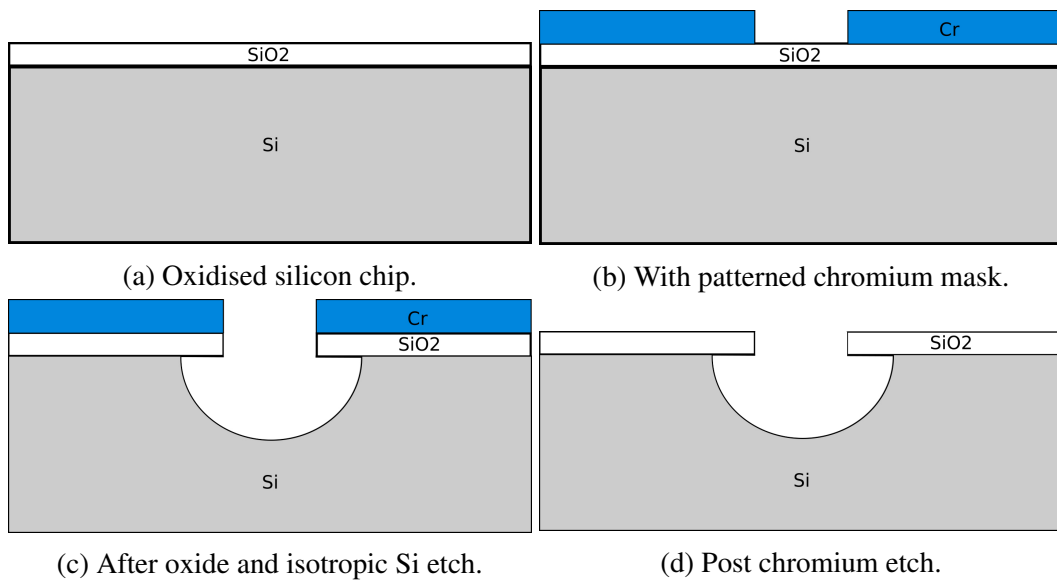 SiO2
Si
(a) Oxidised silicon chip.
Cr
SiO2
Si
(b) With patterned chromium mask.
Cr
SiO2
Si
(c) After oxide and isotropic Si etch.
SiO2
Si
(d) Post chromium etch.